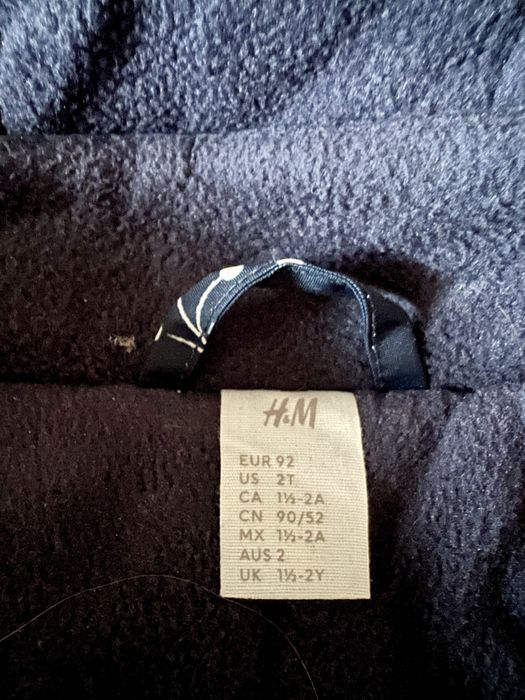 H&M
EUR 92
US 2T
CA 1½-2A
CN 90/52
MX 1½-2A
AUS 2
UK 1½-2Y